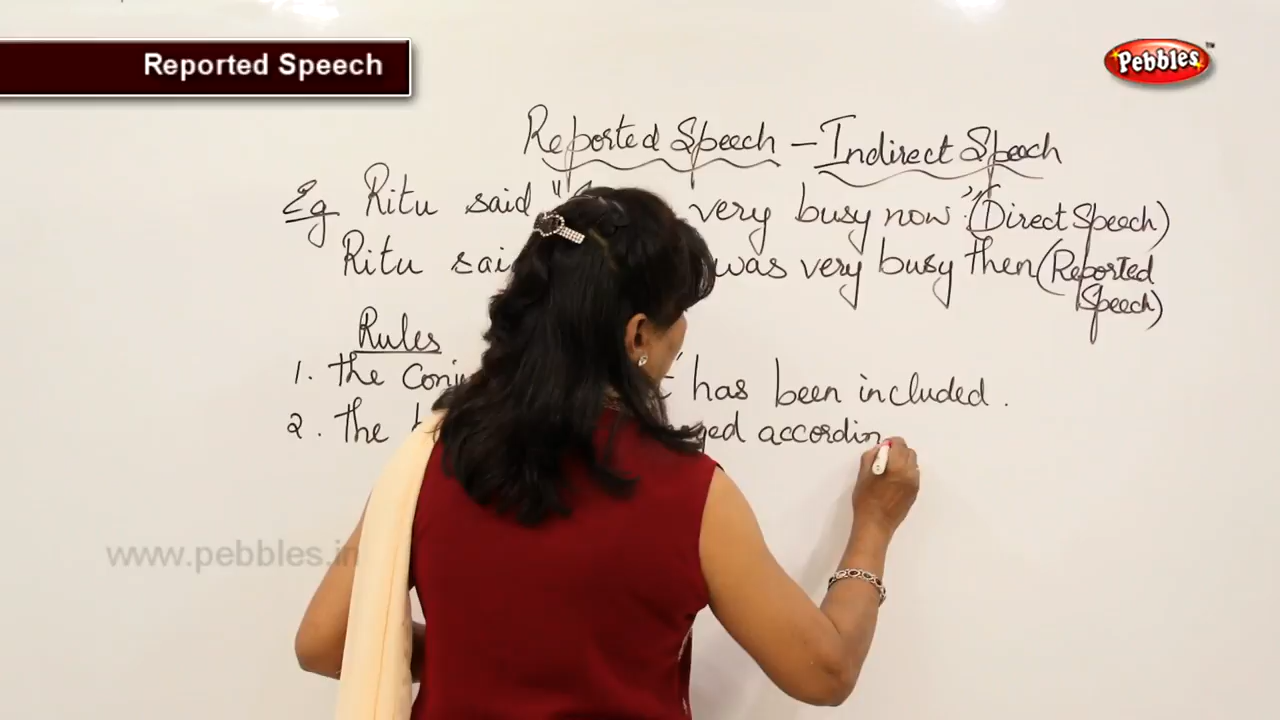 Reported Speech
Pebbles™
Reported Speech – Indirect Speech
Eg Ritu said " very busy now." (Direct Speech)
Ritu was very busy then (Reported
Speech)
Rules
1. The has been included.
2. The accordin
www.pebbles.in